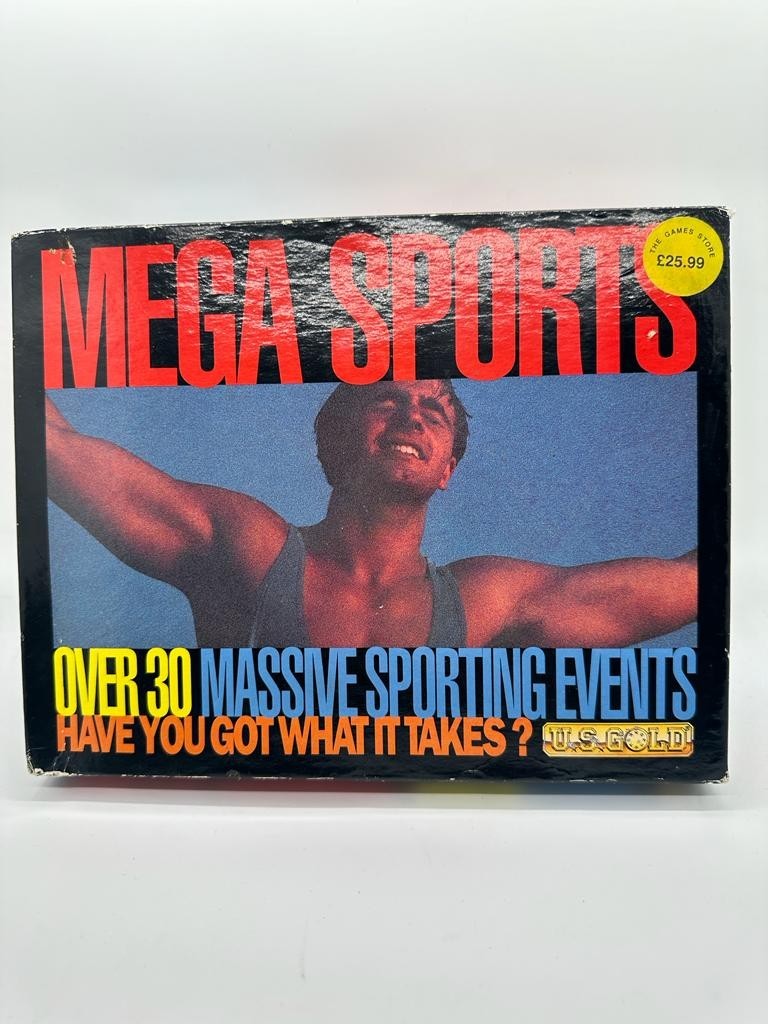 MEGA SPORTS
THE GAMES STORE
£25.99
OVER 30 MASSIVE SPORTING EVENTS
HAVE YOU GOT WHAT IT TAKES ?
U.S. GOLD!